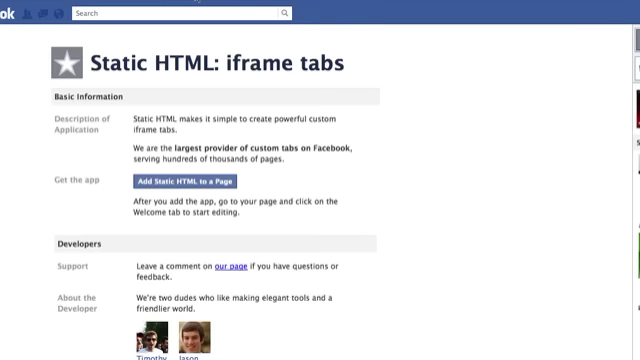 ok
Search
Static HTML: iframe tabs
Basic Information
Description of Application
Static HTML makes it simple to create powerful custom
iframe tabs.
We are the largest provider of custom tabs on Facebook,
serving hundreds of thousands of pages.
Get the app
Add Static HTML to a Page
After you add the app, go to your page and click on the
Welcome tab to start editing.
Developers
Support
Leave a comment on our page if you have questions or
feedback.
About the
Developer
We're two dudes who like making elegant tools and a
friendlier world.
Timothy
Jason